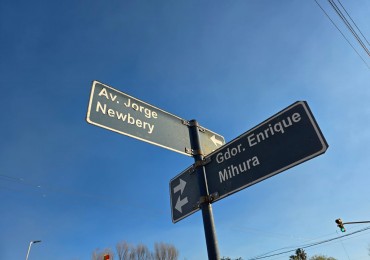 Av. Jorge
Newbery
Gdor. Enrique
Mihura